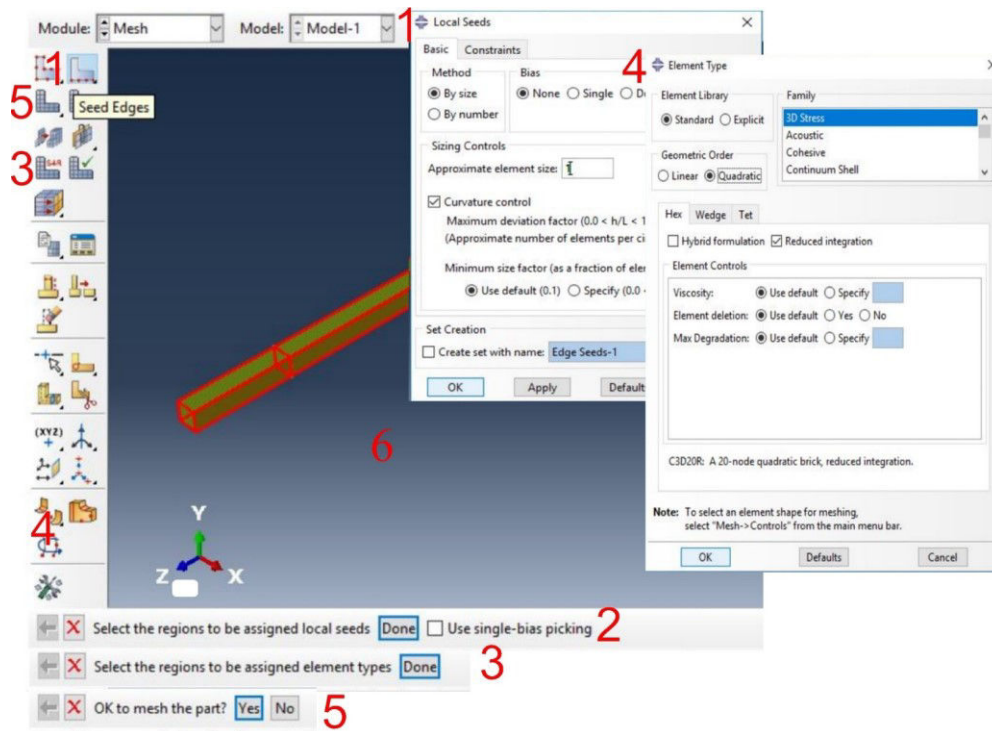 Module: Mesh Model: Model-1 1
1
5 Seed Edges
3
(XYZ)
4
6
Y
Z X
Local Seeds
Basic Constraints
Method Bias
By size None Single
By number
Sizing Controls
Approximate element size: 1
Curvature control
Maximum deviation factor (0.0 < h/L < 1
(Approximate number of elements per ci
Minimum size factor (as a fraction of ele
Use default (0.1) Specify (0.0 <
Set Creation
Create set with name: Edge Seeds-1
OK Apply Default
4 Element Type
Element Library Family
Standard Explicit 3D Stress
Acoustic
Cohesive
Continuum Shell
Geometric Order
Linear Quadratic
Hex Wedge Tet
Hybrid formulation Reduced integration
Element Controls
Viscosity: Use default Specify
Element deletion: Use default Yes No
Max Degradation: Use default Specify
C3D20R: A 20-node quadratic brick, reduced integration.
Note: To select an element shape for meshing,
select "Mesh->Controls" from the main menu bar.
OK Defaults Cancel
Select the regions to be assigned local seeds Done Use single-bias picking 2
Select the regions to be assigned element types Done 3
OK to mesh the part? Yes No 5